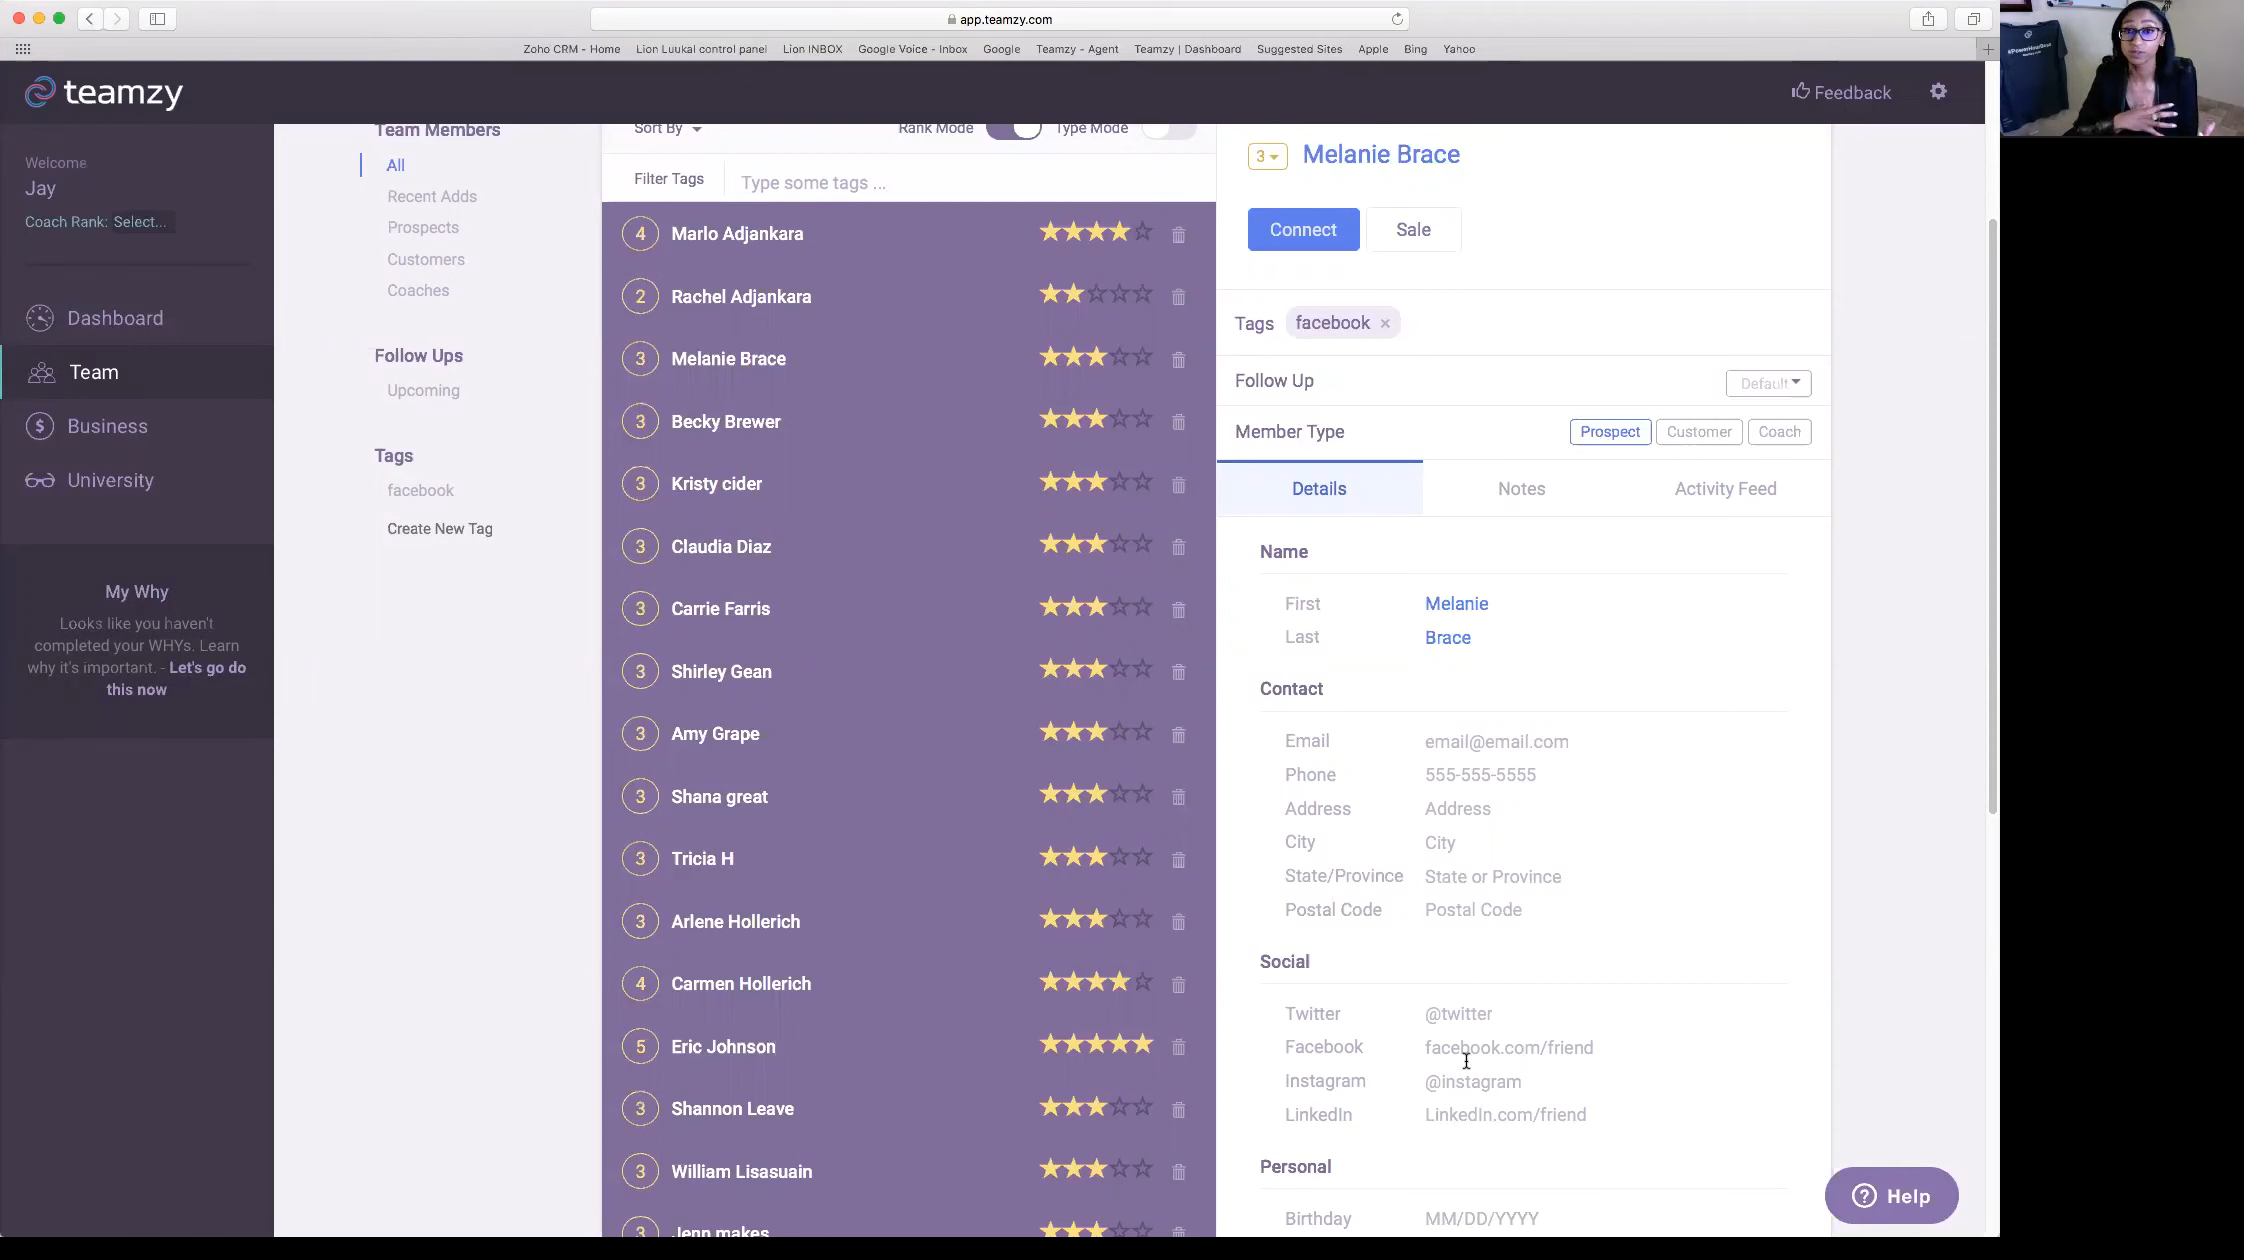 app.teamzy.com
Zoho CRM - Home Lion Luukal control panel Lion INBOX Google Voice - Inbox Google Teamzy - Agent Teamzy | Dashboard Suggested Sites Apple Bing Yahoo
teamzy
Feedback
Welcome
Jay
Coach Rank: Select...
Dashboard
Team
Business
University
My Why
Looks like you haven't
completed your WHYs. Learn
why it's important. - Let's go do
this now
Team Members
All
Recent Adds
Prospects
Customers
Coaches
Follow Ups
Upcoming
Tags
facebook
Create New Tag
Sort By Rank Mode Type Mode
Filter Tags Type some tags ...
4 Marlo Adjankara
2 Rachel Adjankara
3 Melanie Brace
3 Becky Brewer
3 Kristy cider
3 Claudia Diaz
3 Carrie Farris
3 Shirley Gean
3 Amy Grape
3 Shana great
3 Tricia H
3 Arlene Hollerich
4 Carmen Hollerich
5 Eric Johnson
3 Shannon Leave
3 William Lisasuain
3 Jenn makes
3 Melanie Brace
Connect Sale
Tags facebook ×
Follow Up Default
Member Type Prospect Customer Coach
Details Notes Activity Feed
Name
First Melanie
Last Brace
Contact
Email email@email.com
Phone 555-555-5555
Address Address
City City
State/Province State or Province
Postal Code Postal Code
Social
Twitter @twitter
Facebook facebook.com/friend
Instagram @instagram
LinkedIn LinkedIn.com/friend
Personal
Birthday MM/DD/YYYY
? Help